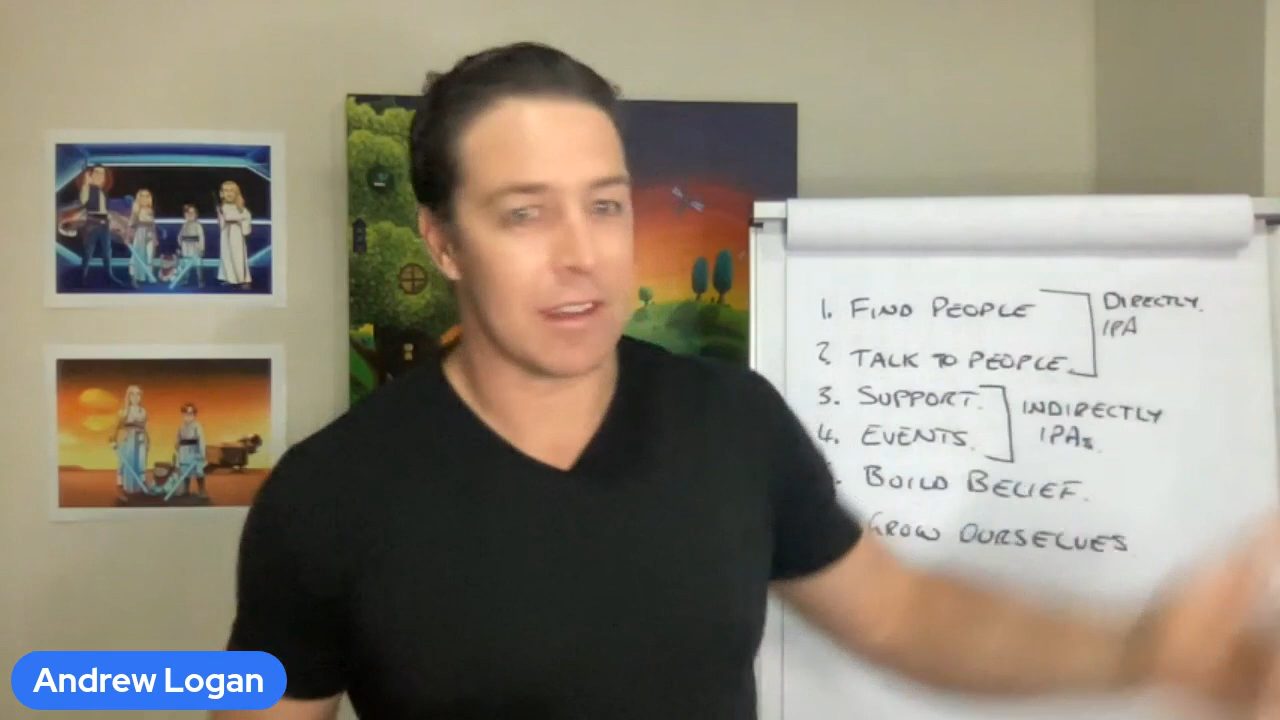 1. FIND PEOPLE
DIRECTLY.
IPA
2. TALK TO PEOPLE.
3. SUPPORT.
INDIRECTLY
IPAs.
4. EVENTS.
BUILD BELIEF.
GROW OURSELVES
Andrew Logan